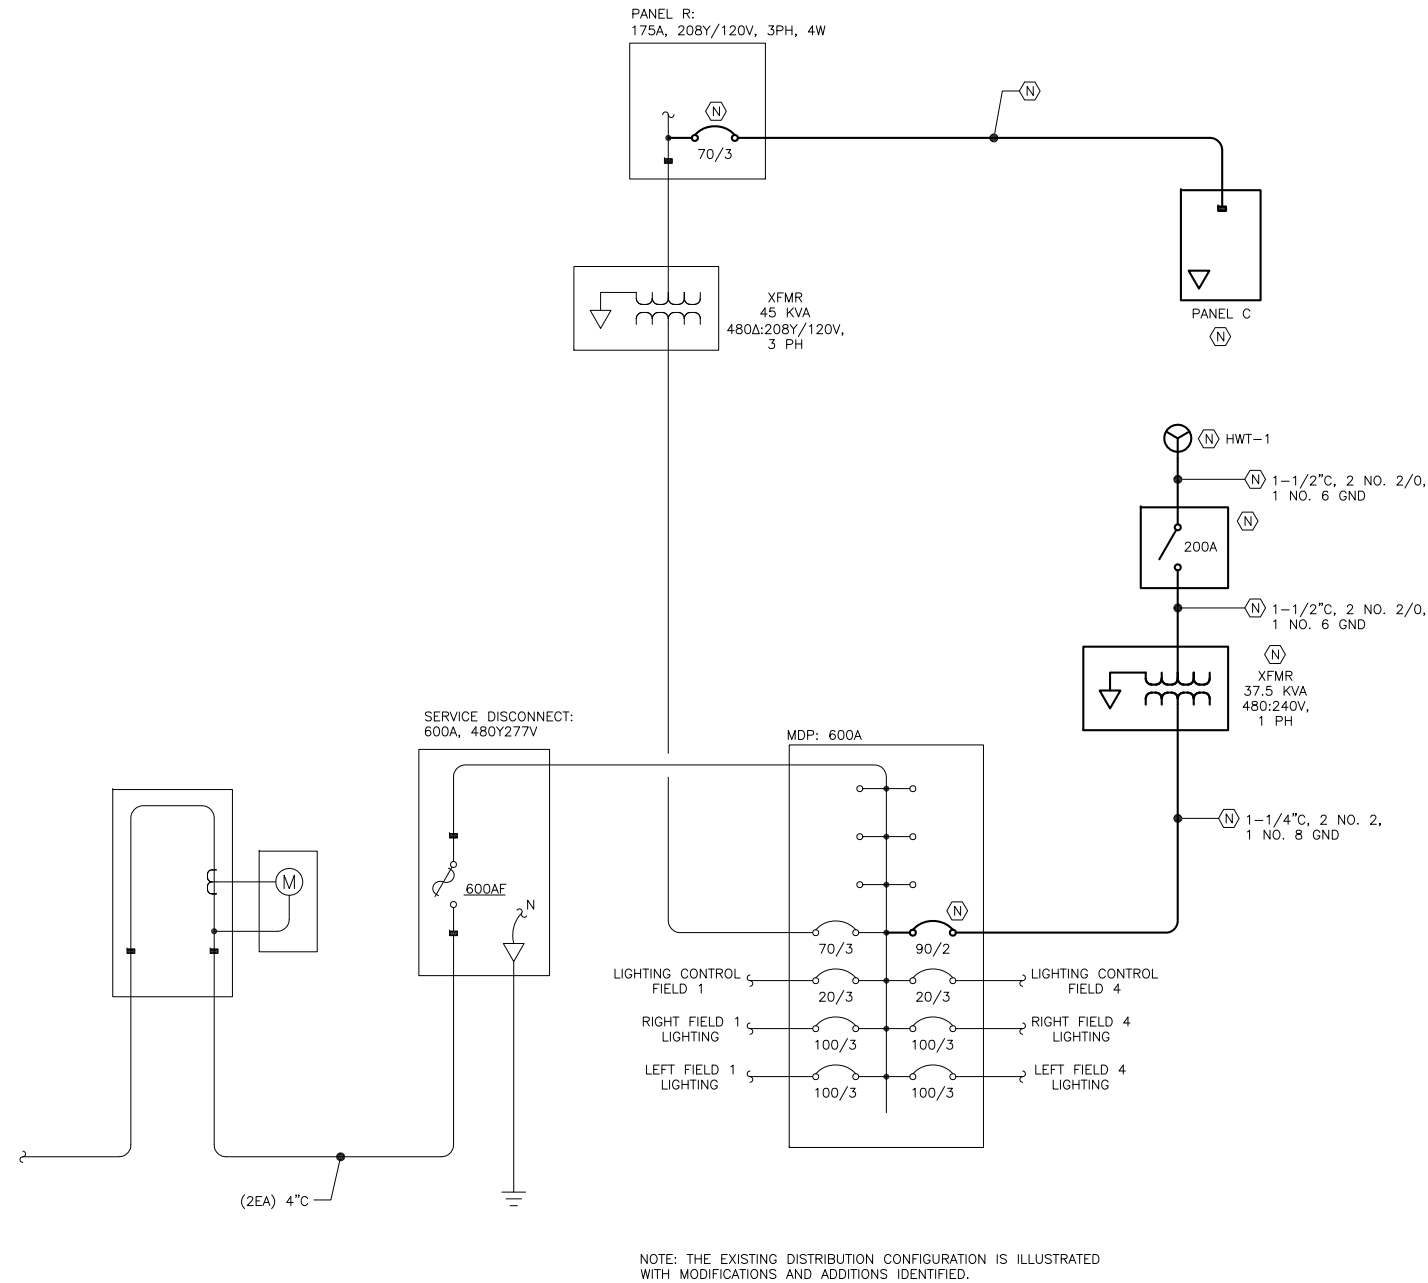 PANEL R:
175A, 208Y/120V, 3PH, 4W
N
N
70/3
PANEL C
N
XFMR
45 KVA
480Δ:208Y/120V,
3 PH
N HWT-1
N 1-1/2"C, 2 NO. 2/0,
1 NO. 6 GND
N
200A
N 1-1/2"C, 2 NO. 2/0,
1 NO. 6 GND
N
XFMR
37.5 KVA
480:240V,
1 PH
N 1-1/4"C, 2 NO. 2,
1 NO. 8 GND
SERVICE DISCONNECT:
600A, 480Y277V
600AF
N
M
MDP: 600A
N
70/3
90/2
LIGHTING CONTROL
FIELD 1
20/3
20/3
LIGHTING CONTROL
FIELD 4
RIGHT FIELD 1
LIGHTING
100/3
100/3
RIGHT FIELD 4
LIGHTING
LEFT FIELD 1
LIGHTING
100/3
100/3
LEFT FIELD 4
LIGHTING
(2EA) 4"C
NOTE: THE EXISTING DISTRIBUTION CONFIGURATION IS ILLUSTRATED
WITH MODIFICATIONS AND ADDITIONS IDENTIFIED.